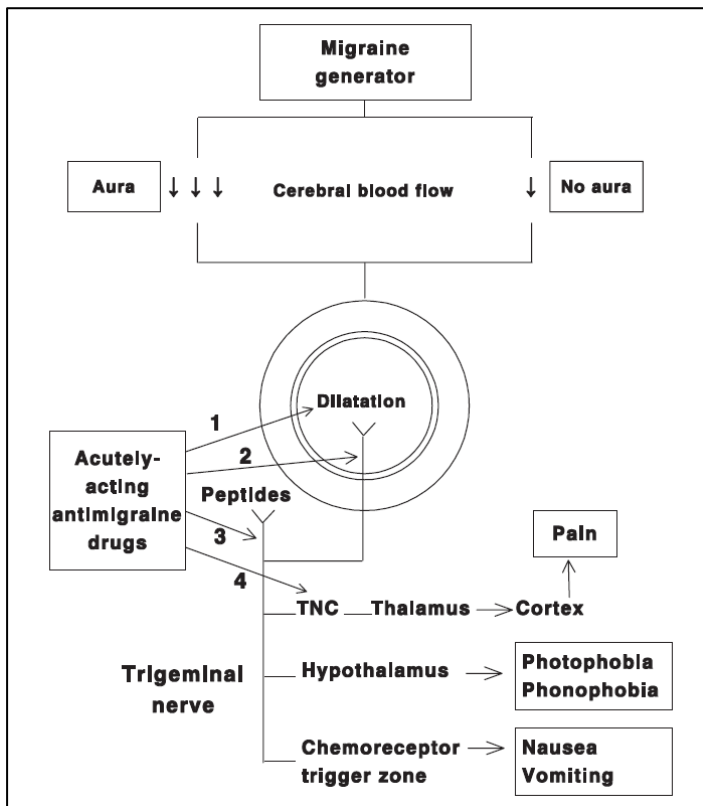 Migraine
generator
Aura
↓ ↓ ↓
Cerebral blood flow
↓
No aura
Dilatation
1
2
Acutely-
acting
antimigraine
drugs
Peptides
3
4
Pain
TNC
Thalamus
Cortex
Trigeminal
nerve
Hypothalamus
Photophobia
Phonophobia
Chemoreceptor
trigger zone
Nausea
Vomiting